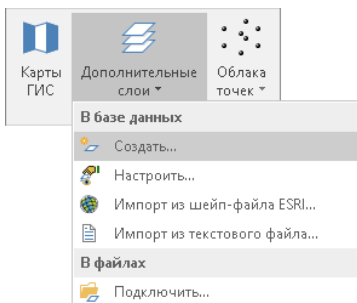 Карты
ГИС
Дополнительные
слои
Облака
точек
В базе данных
Создать...
Настроить...
Импорт из шейп-файла ESRI...
Импорт из текстового файла...
В файлах
Подключить...